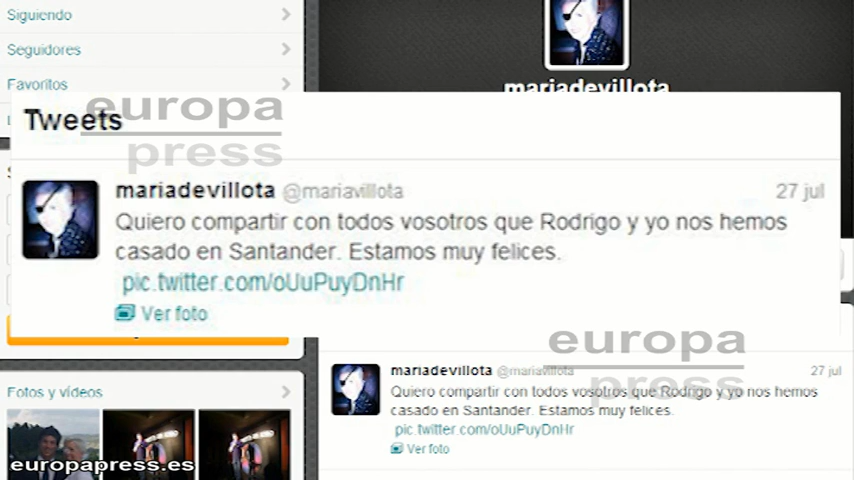 Siguiendo
Seguidores
Favoritos
mariadevillota
europa
press
Tweets
mariadevillota @mariavillota 27 jul
Quiero compartir con todos vosotros que Rodrigo y yo nos hemos
casado en Santander. Estamos muy felices.
pic.twitter.com/oUuPuyDnHr
Ver foto
europa
press
mariadevillota @mariavillota 27 jul
Quiero compartir con todos vosotros que Rodrigo y yo nos hemos
casado en Santander. Estamos muy felices.
pic.twitter.com/oUuPuyDnHr
Ver foto
Fotos y vídeos
europapress.es